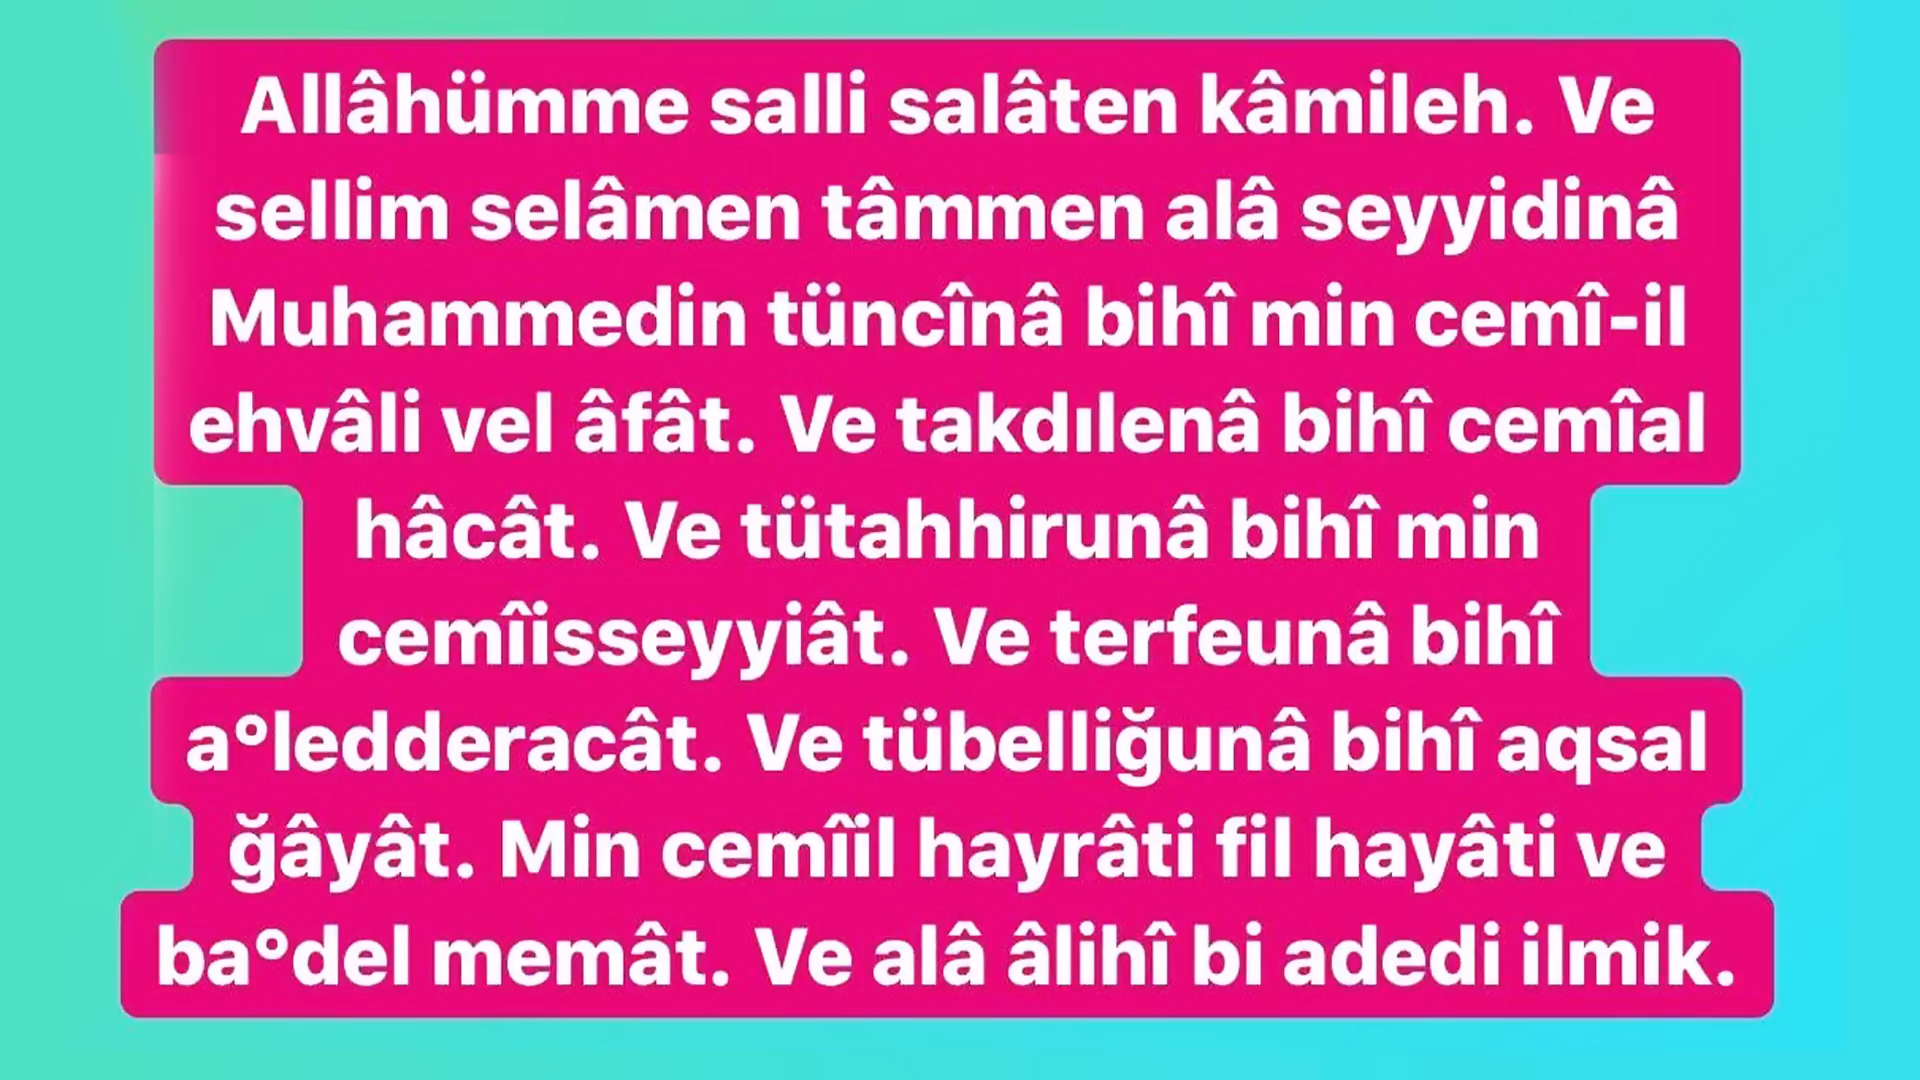 Allâhümme salli salâten kâmileh. Ve
sellim selâmen tâmmen alâ seyyidinâ
Muhammedin tüncînâ bihî min cemî-il
ehvâli vel âfât. Ve takdılenâ bihî cemîal
hâcât. Ve tütahhirunâ bihî min
cemîisseyyiât. Ve terfeunâ bihî
a°ledderacât. Ve tübelliğunâ bihî aqsal
ğâyât. Min cemîil hayrâti fil hayâti ve
ba°del memât. Ve alâ âlihî bi adedi ilmik.